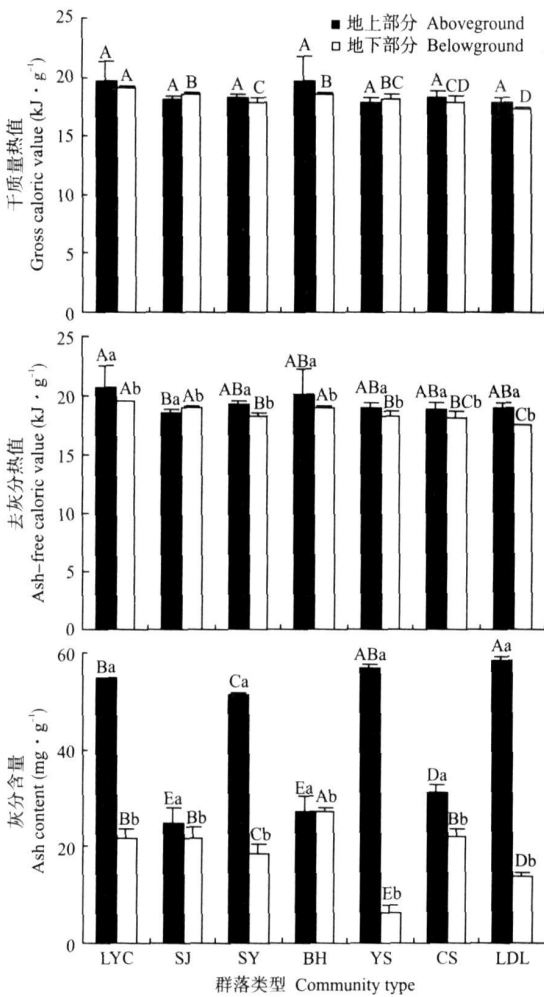 ■ 地上部分 Aboveground
□ 地下部分 Belowground
干质量热值
Gross caloric value (kJ · g⁻¹)
25
20
15
10
5
0
A A A B A C A B A BC A CD A D
去灰分热值
Ash-free caloric value (kJ · g⁻¹)
25
20
15
10
5
0
Aa Ab Ba Ab ABa Bb ABa Ab ABa Bb ABa BCb ABa Cb
灰分含量
Ash content (mg · g⁻¹)
60
40
20
0
Ba Bb Ea Bb Ca Cb Ea Ab ABa Eb Da Bb Aa Db
LYC SJ SY BH YS CS LDL
群落类型 Community type